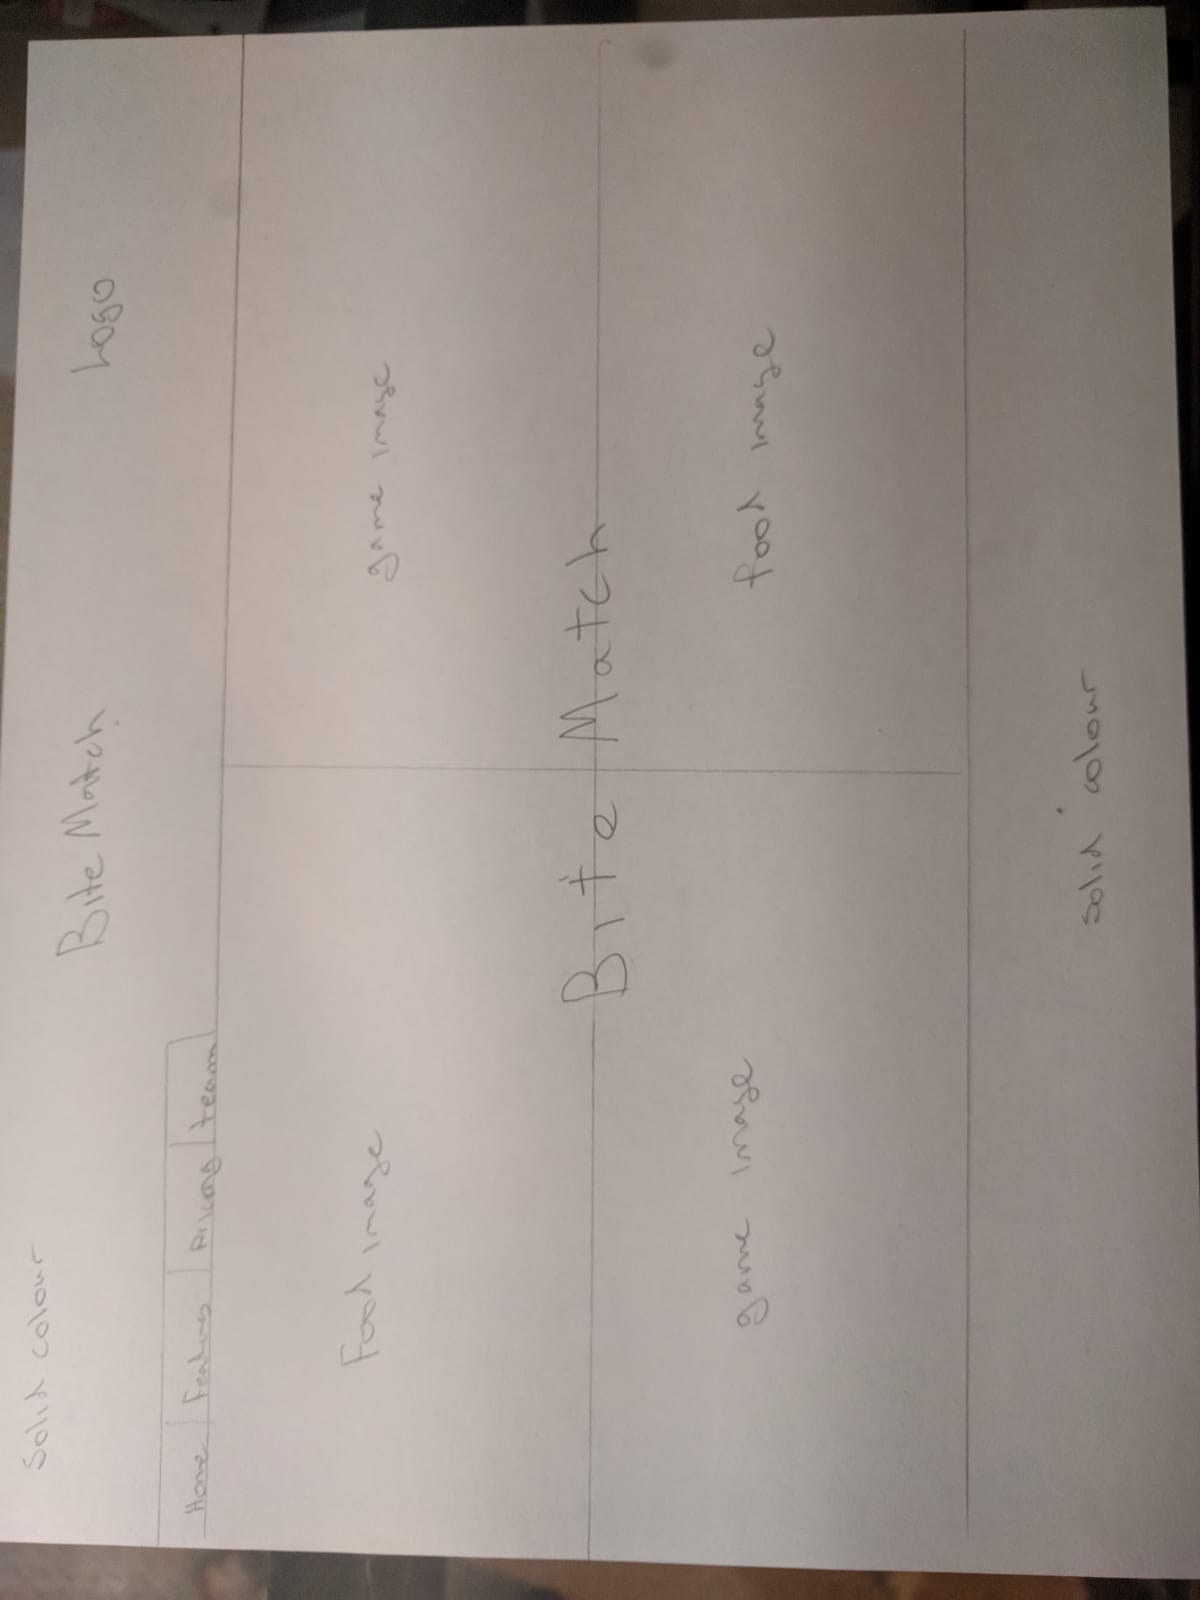 Solid colour
Bite Match
Logo
Home Features Pricing team
Food image
game image
Bite Match
game image
food image
Solid colour